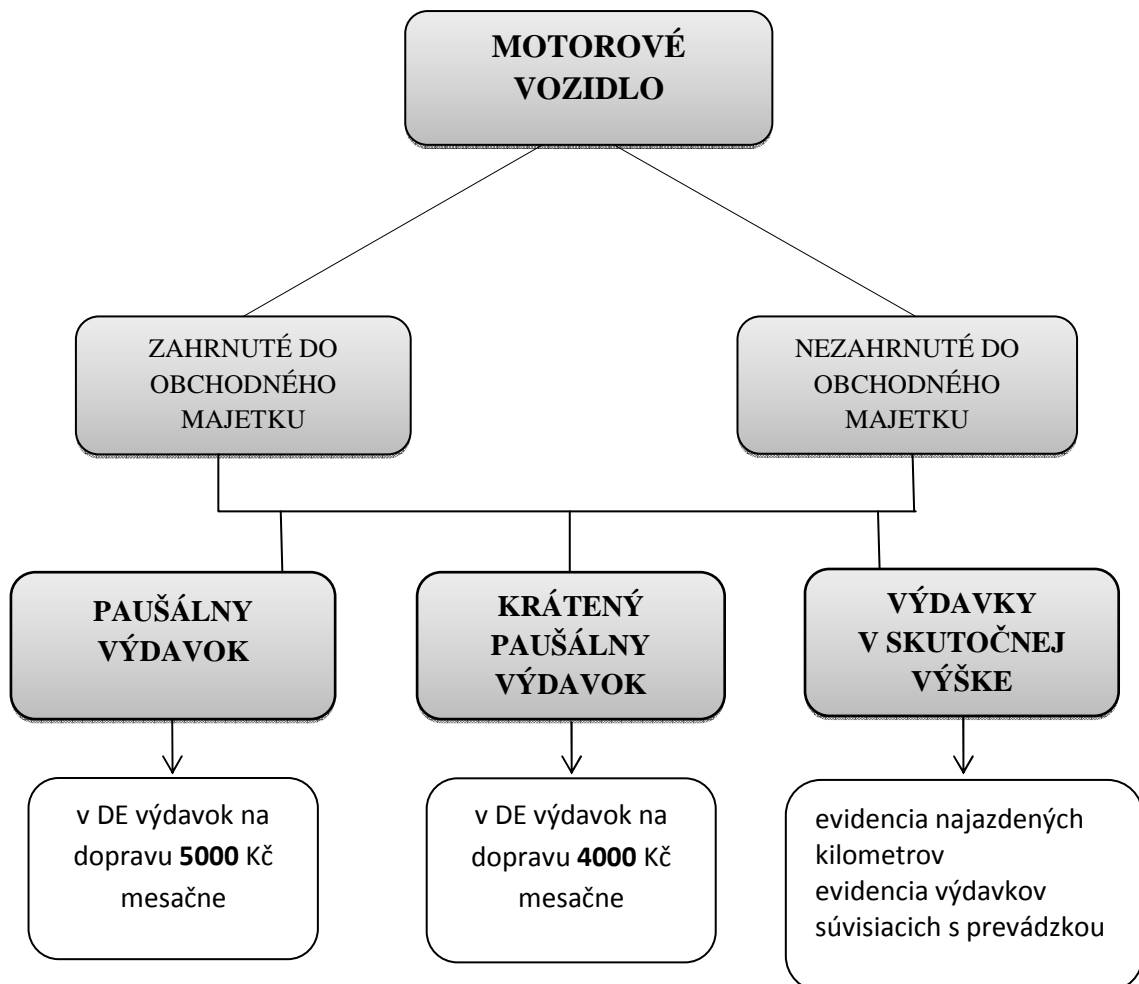 MOTOROVÉ
VOZIDLO
ZAHRNUTÉ DO
OBCHODNÉHO
MAJETKU
NEZAHRNUTÉ DO
OBCHODNÉHO
MAJETKU
PAUŠÁLNY
VÝDAVOK
KRÁTENÝ
PAUŠÁLNY
VÝDAVOK
VÝDAVKY
V SKUTOČNEJ
VÝŠKE
v DE výdavok na
dopravu 5000 Kč
mesačne
v DE výdavok na
dopravu 4000 Kč
mesačne
evidencia najazdených
kilometrov
evidencia výdavkov
súvisiacich s prevádzkou